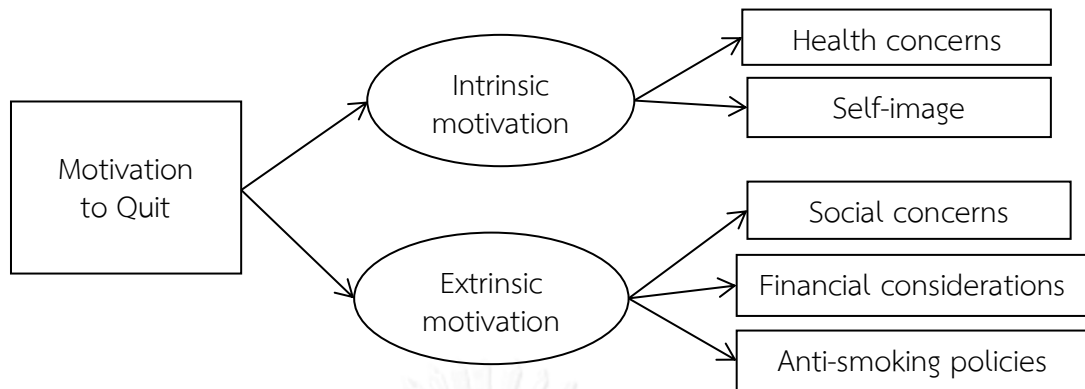 Motivation
to Quit
Intrinsic
motivation
Health concerns
Self-image
Extrinsic
motivation
Social concerns
Financial considerations
Anti-smoking policies